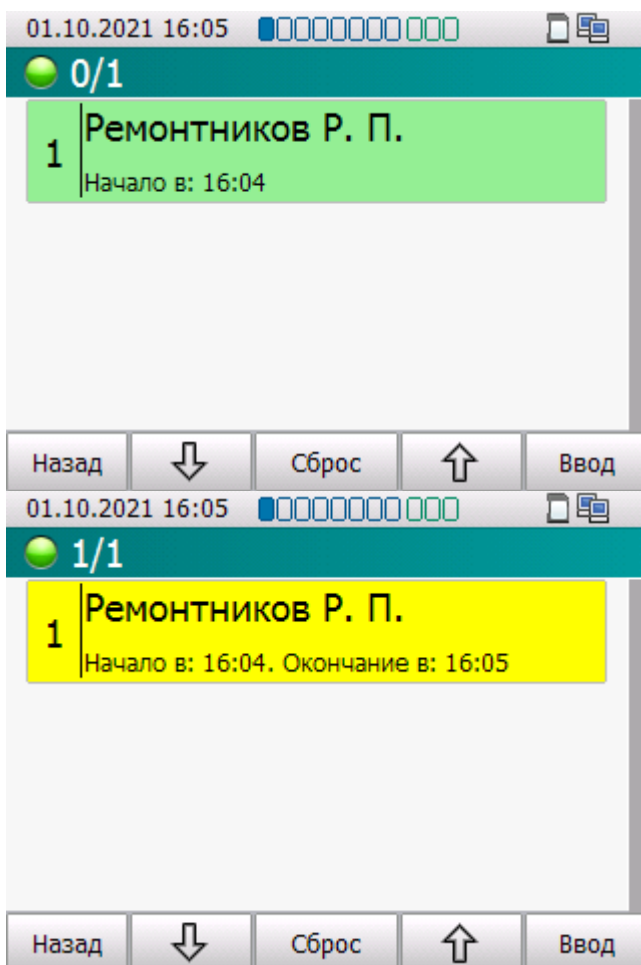 01.10.2021 16:05
0/1
1
Ремонтников Р. П.
Начало в: 16:04
Назад Сброс Ввод
01.10.2021 16:05
1/1
1
Ремонтников Р. П.
Начало в: 16:04. Окончание в: 16:05
Назад Сброс Ввод